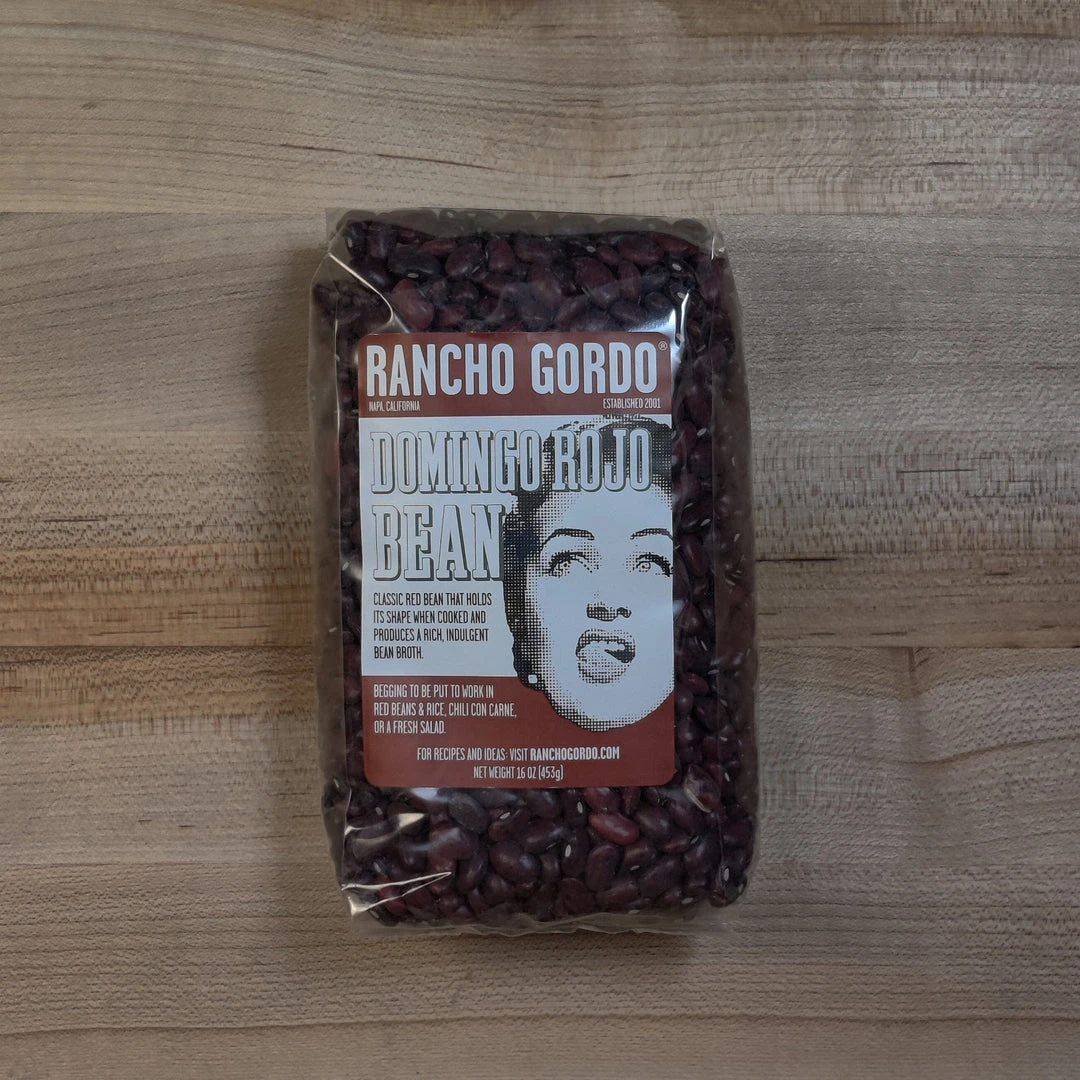 RANCHO GORDO®
NAPA, CALIFORNIA ESTABLISHED 2001
DOMINGO ROJO
BEAN
CLASSIC RED BEAN THAT HOLDS
ITS SHAPE WHEN COOKED AND
PRODUCES A RICH, INDULGENT
BEAN BROTH.
BEGGING TO BE PUT TO WORK IN
RED BEANS & RICE, CHILI CON CARNE,
OR A FRESH SALAD.
FOR RECIPES AND IDEAS: VISIT RANCHOGORDO.COM
NET WEIGHT 16 OZ (453g)